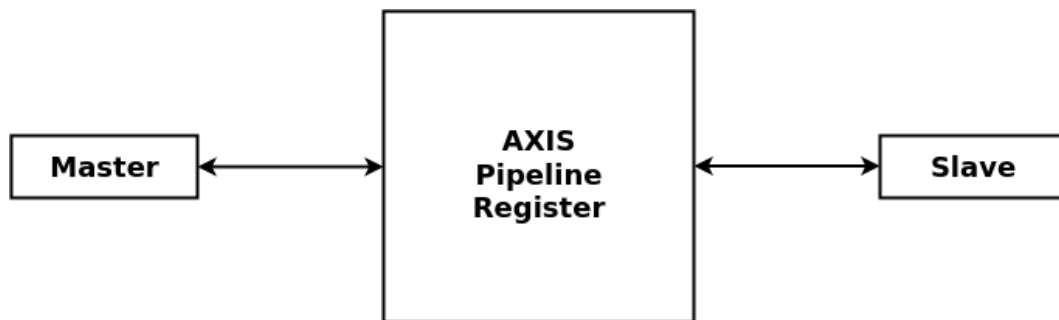 Master
AXIS
Pipeline
Register
Slave